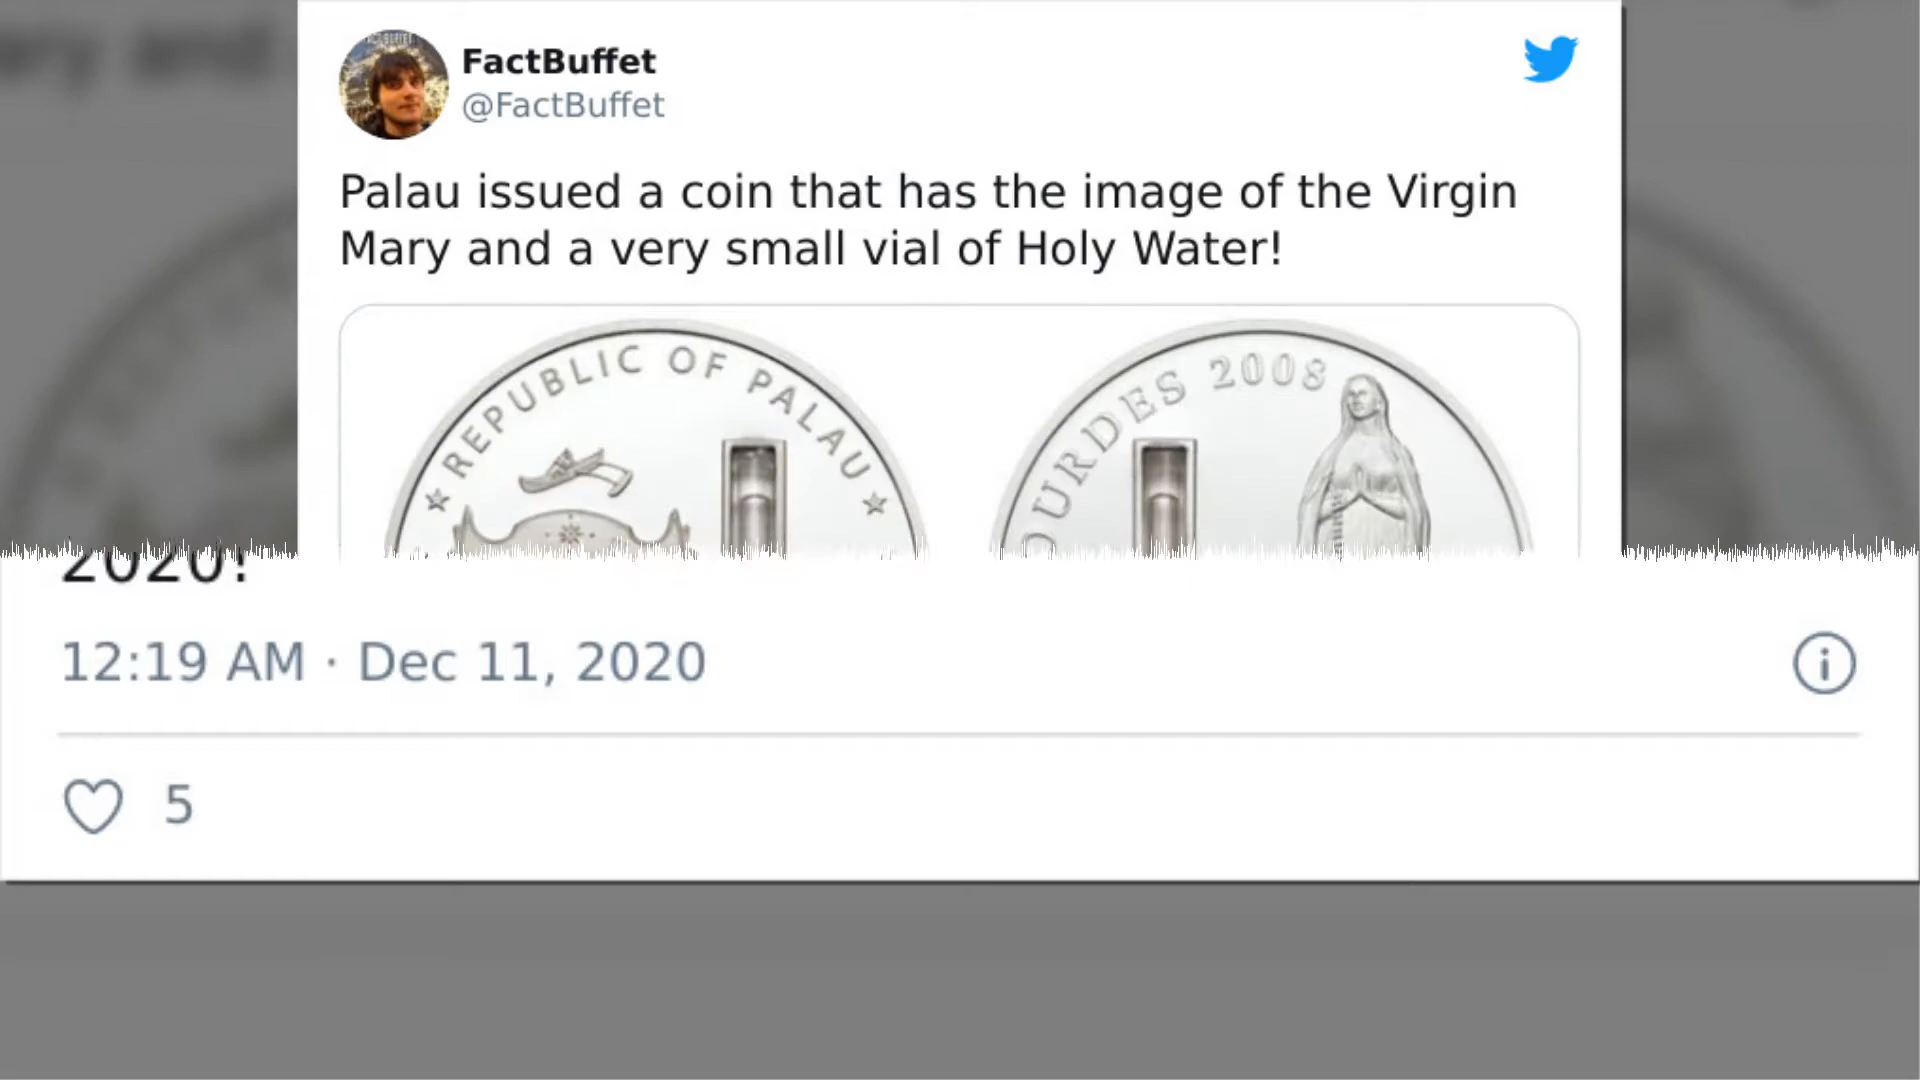 FactBuffet
@FactBuffet
Palau issued a coin that has the image of the Virgin
Mary and a very small vial of Holy Water!
REPUBLIC OF PALAU
OURDES 2008
2020!
12:19 AM · Dec 11, 2020
5